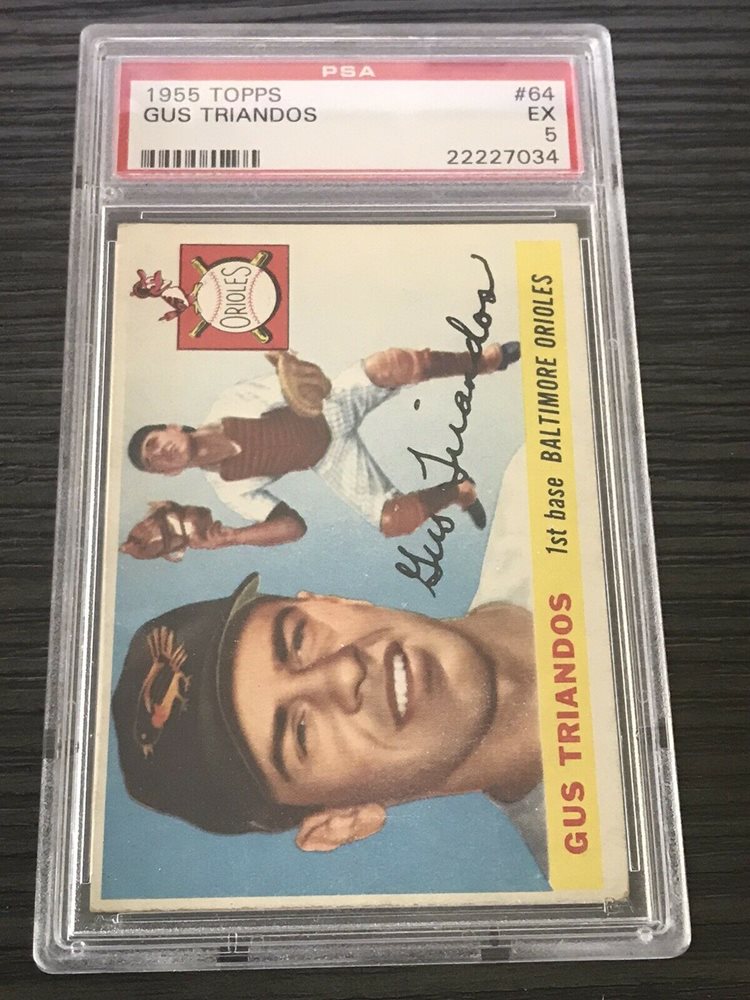 PSA
1955 TOPPS #64
GUS TRIANDOS EX
5
22227034
ORIOLES
Gus Triandos
GUS TRIANDOS 1st base BALTIMORE ORIOLES